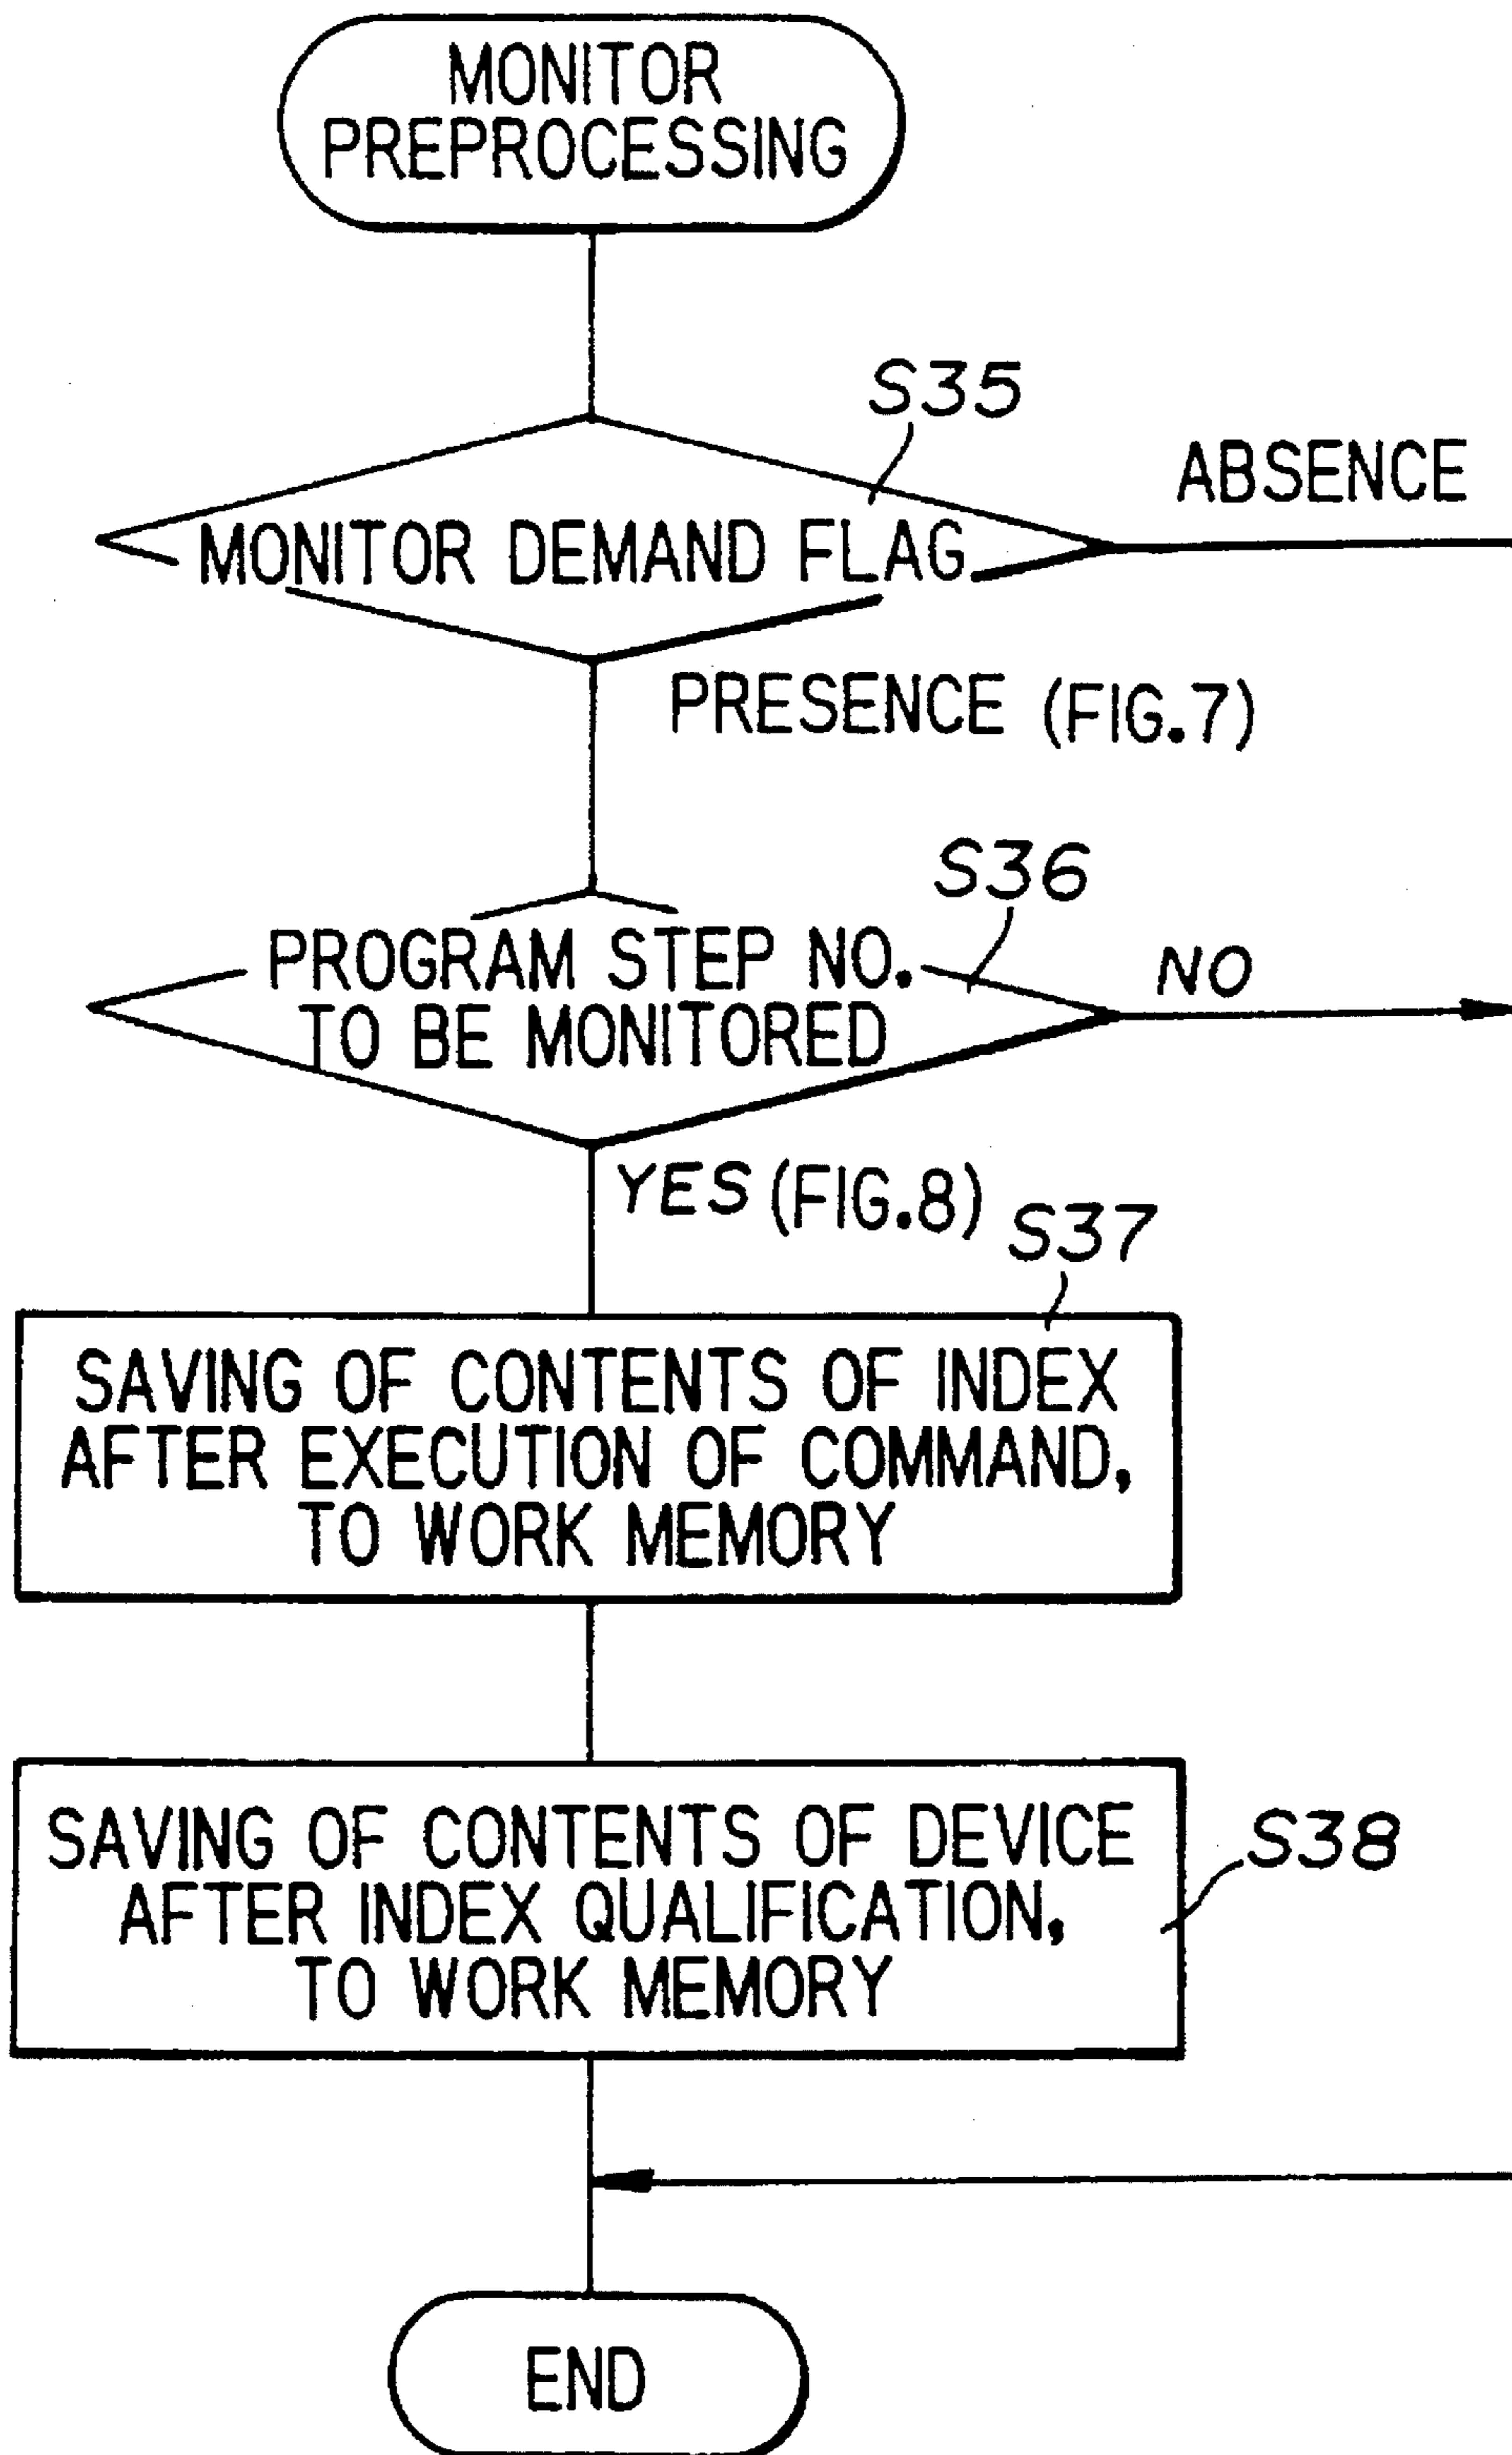 MONITOR
PREPROCESSING
S35
ABSENCE
MONITOR DEMAND FLAG
PRESENCE (FIG.7)
S36
PROGRAM STEP NO.
TO BE MONITORED
NO
YES (FIG.8)
S37
SAVING OF CONTENTS OF INDEX
AFTER EXECUTION OF COMMAND,
TO WORK MEMORY
SAVING OF CONTENTS OF DEVICE
AFTER INDEX QUALIFICATION,
TO WORK MEMORY
S38
END